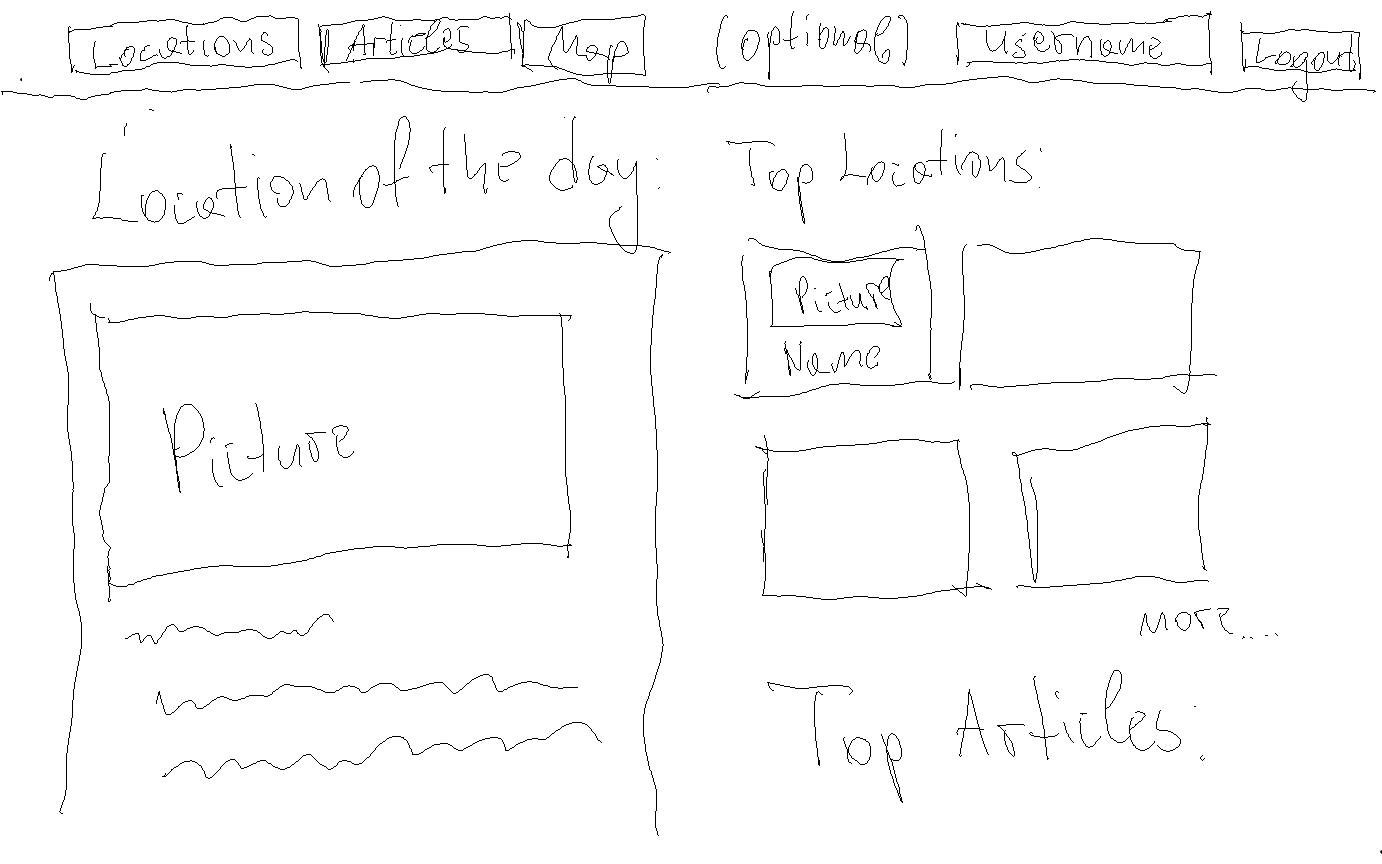 Locations Articles Map (optional) Username Logout
Location of the day:
Top Locations:
Picture
Name
Picture
more....
Top Articles: